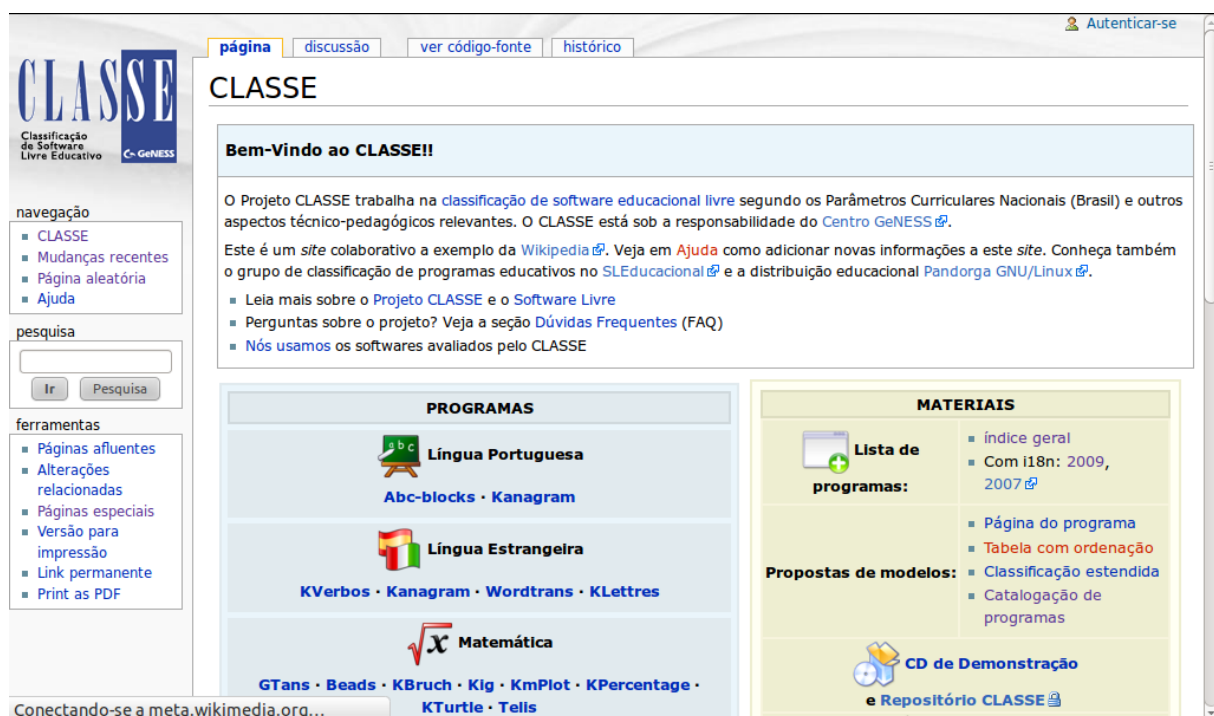 Autenticar-se
página discussão ver código-fonte histórico
CLASSE
Classificação
de Software
Livre Educativo
GeNESS
navegação
CLASSE
Mudanças recentes
Página aleatória
Ajuda
pesquisa
Ir Pesquisa
ferramentas
Páginas afluentes
Alterações
relacionadas
Páginas especiais
Versão para
impressão
Link permanente
Print as PDF
CLASSE
Bem-Vindo ao CLASSE!!
O Projeto CLASSE trabalha na classificação de software educacional livre segundo os Parâmetros Curriculares Nacionais (Brasil) e outros
aspectos técnico-pedagógicos relevantes. O CLASSE está sob a responsabilidade do Centro GeNESS.
Este é um site colaborativo a exemplo da Wikipedia. Veja em Ajuda como adicionar novas informações a este site. Conheça também
o grupo de classificação de programas educativos no SLEducacional e a distribuição educacional Pandorga GNU/Linux.
Leia mais sobre o Projeto CLASSE e o Software Livre
Perguntas sobre o projeto? Veja a seção Dúvidas Frequentes (FAQ)
Nós usamos os softwares avaliados pelo CLASSE
PROGRAMAS
abc
Língua Portuguesa
Abc-blocks · Kanagram
Língua Estrangeira
KVerbos · Kanagram · Wordtrans · KLettres
√x Matemática
GTans · Beads · KBruch · Kig · KmPlot · KPercentage ·
KTurtle · Telis
MATERIAIS
Lista de
programas:
índice geral
Com i18n: 2009,
2007
Propostas de modelos:
Página do programa
Tabela com ordenação
Classificação estendida
Catalogação de
programas
CD de Demonstração
e Repositório CLASSE
Conectando-se a meta.wikimedia.org...